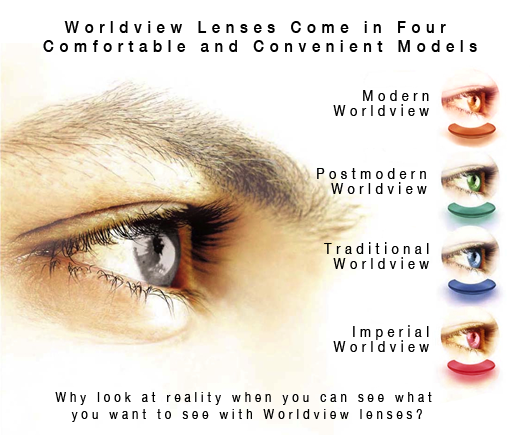 Worldview Lenses Come in Four
Comfortable and Convenient Models
Modern
Worldview
Postmodern
Worldview
Traditional
Worldview
Imperial
Worldview
Why look at reality when you can see what
you want to see with Worldview lenses?